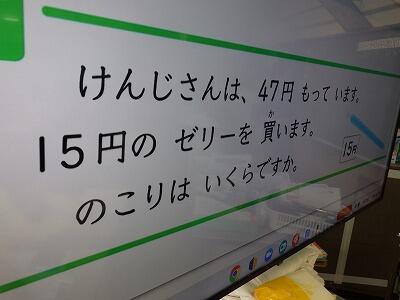 けんじさんは、47円 もって います。
15円の ゼリーを 買います。
か
15円
のこりは いくらですか。